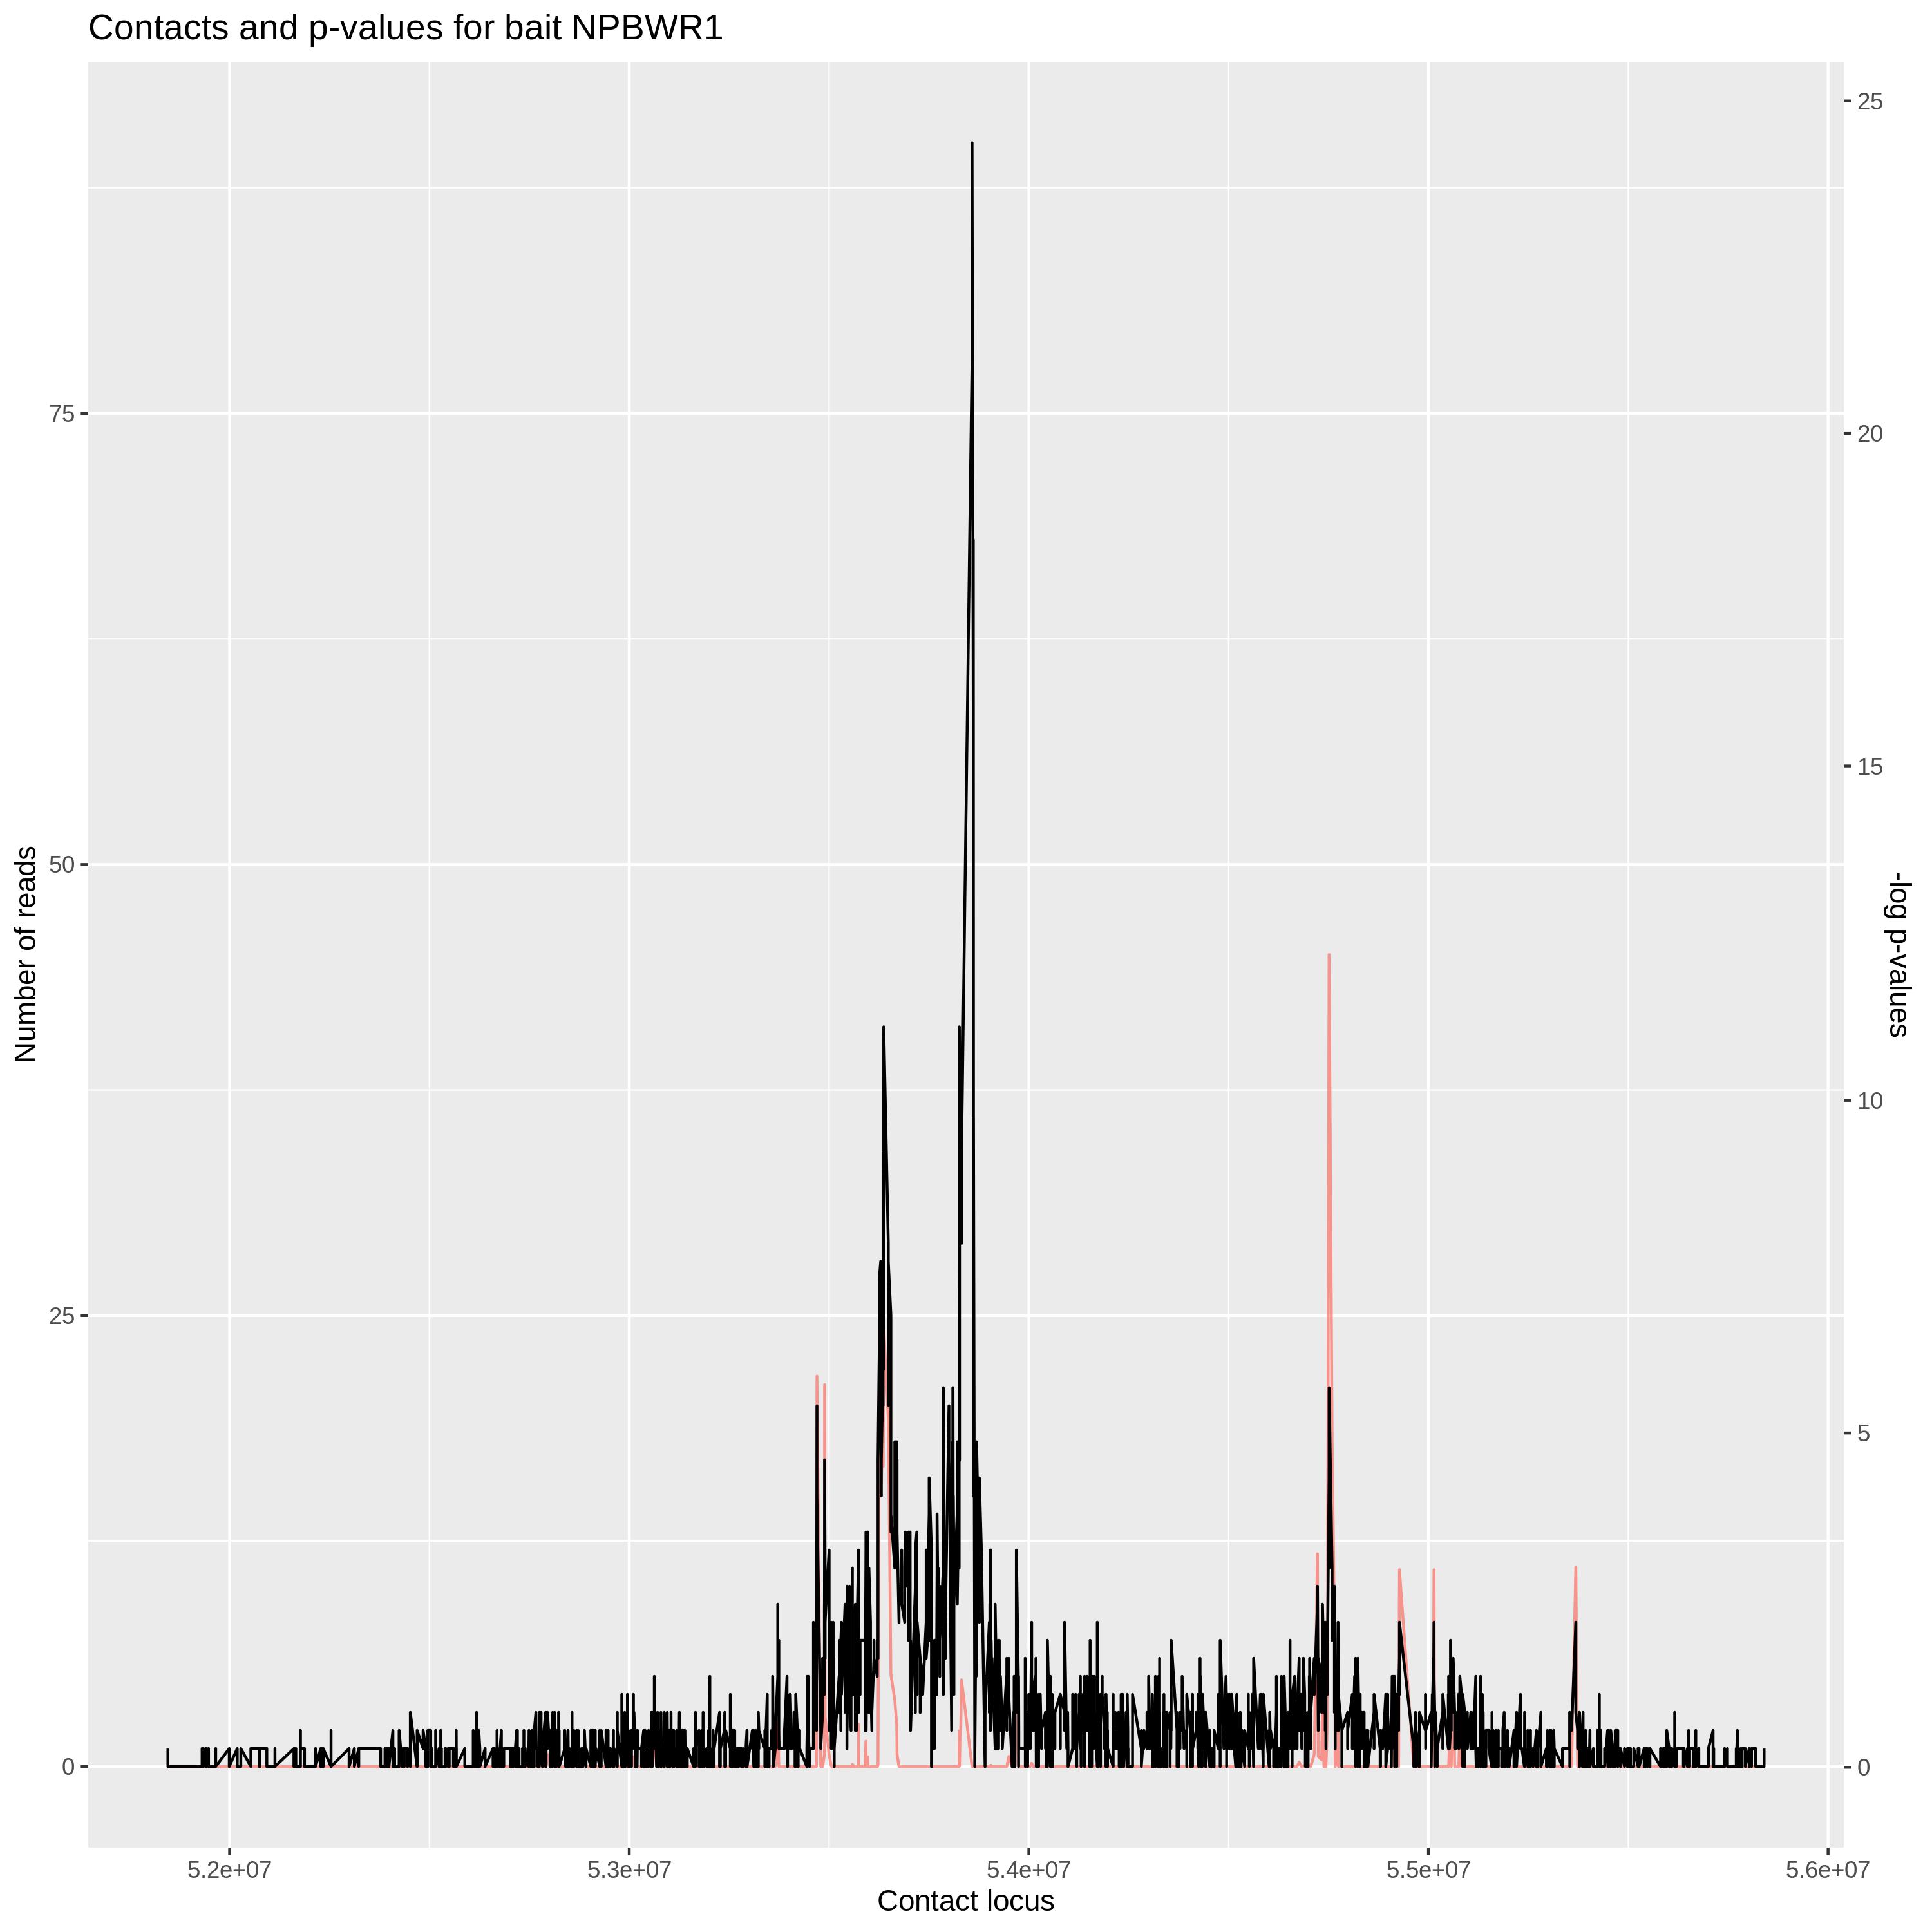 Contacts and p-values for bait NPBWR1
25
75
20
15
50
Number of reads
-log p-values
10
25
5
0
0
5.2e+07 5.3e+07 5.4e+07 5.5e+07 5.6e+07
Contact locus